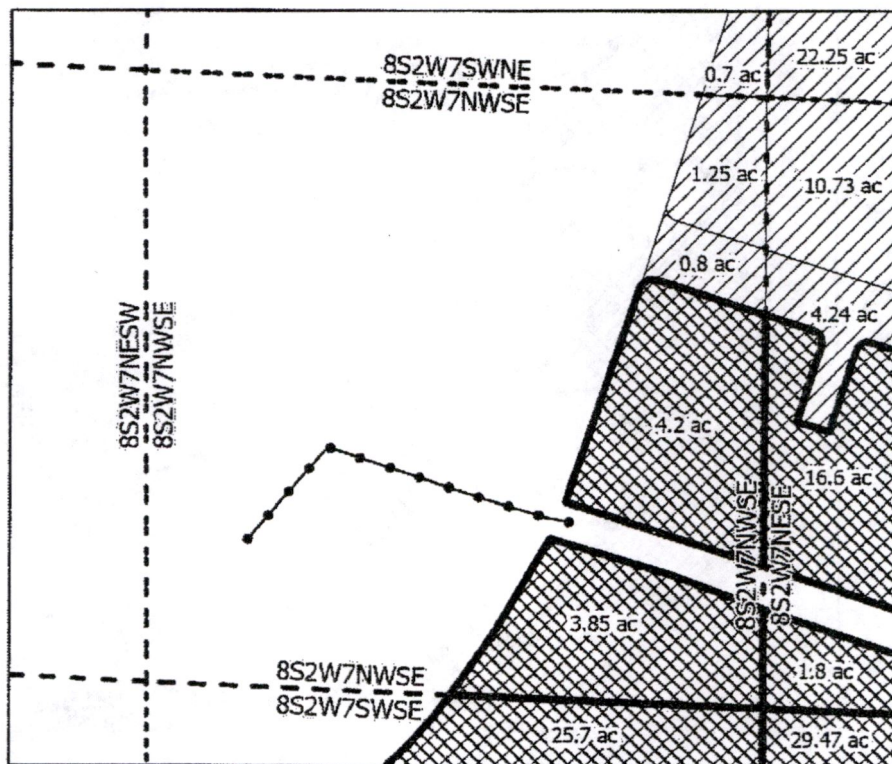 8S2W7SWNE
8S2W7NWSE
0.7 ac
22.25 ac
1.25 ac
10.73 ac
0.8 ac
4.24 ac
8S2W7NESW
8S2W7NWSE
4.2 ac
16.6 ac
8S2W7NWSE
8S2W7NESE
3.85 ac
1.8 ac
8S2W7NWSE
8S2W7SWSE
25.7 ac
29.47 ac